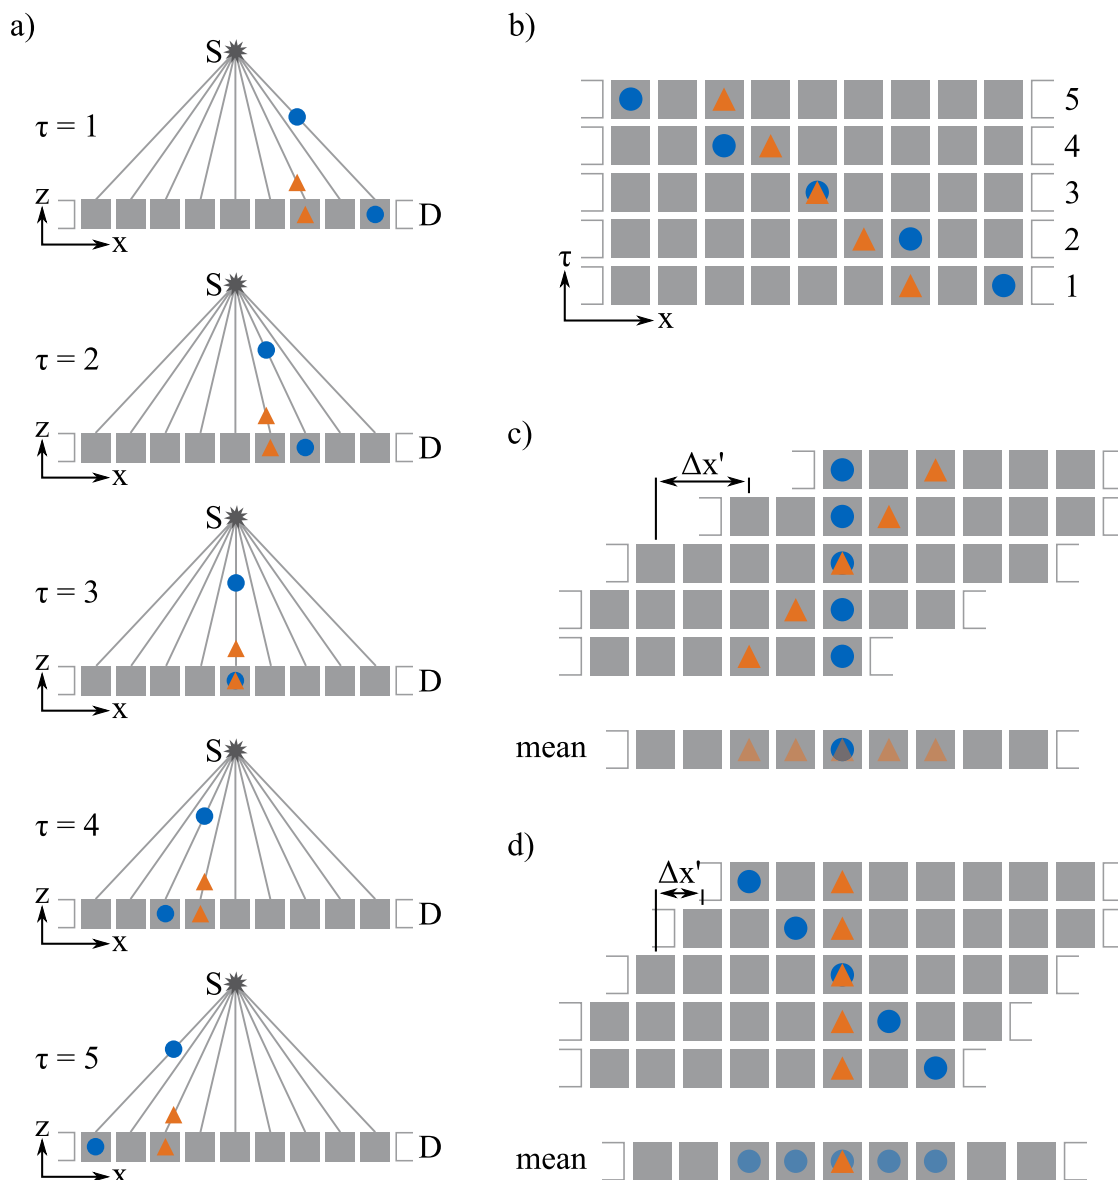 a)
S
τ = 1
z
D
x
S
τ = 2
z
D
x
S
τ = 3
z
D
x
S
τ = 4
z
D
x
S
τ = 5
z
D
x
b)
5
4
3
2
τ
1
x
c)
Δx'
mean
d)
Δx'
mean